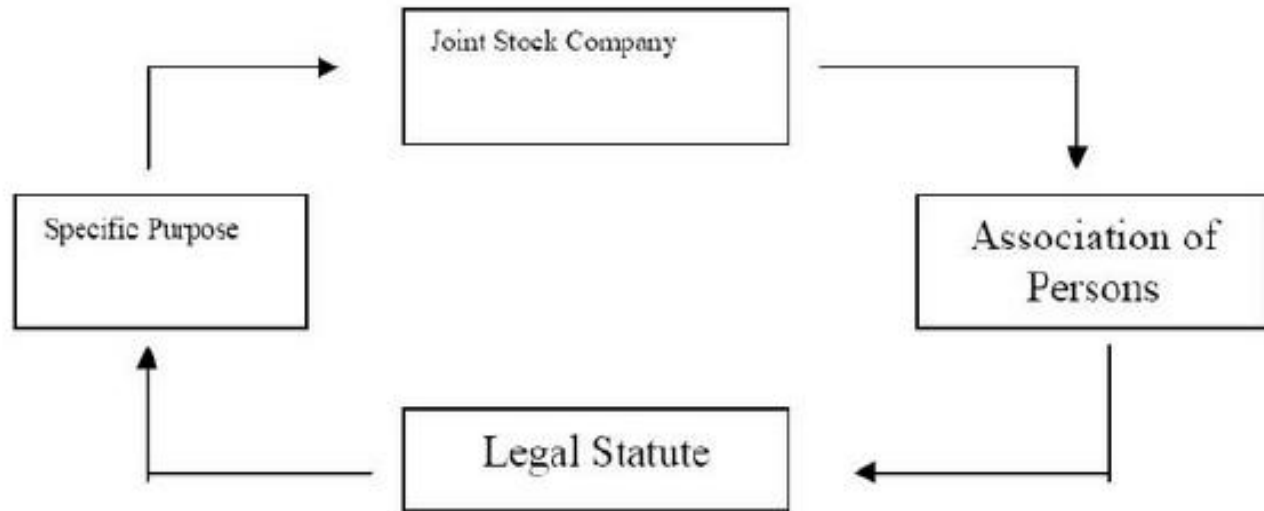 Joint Stock Company
Specific Purpose
Association of
Persons
Legal Statute